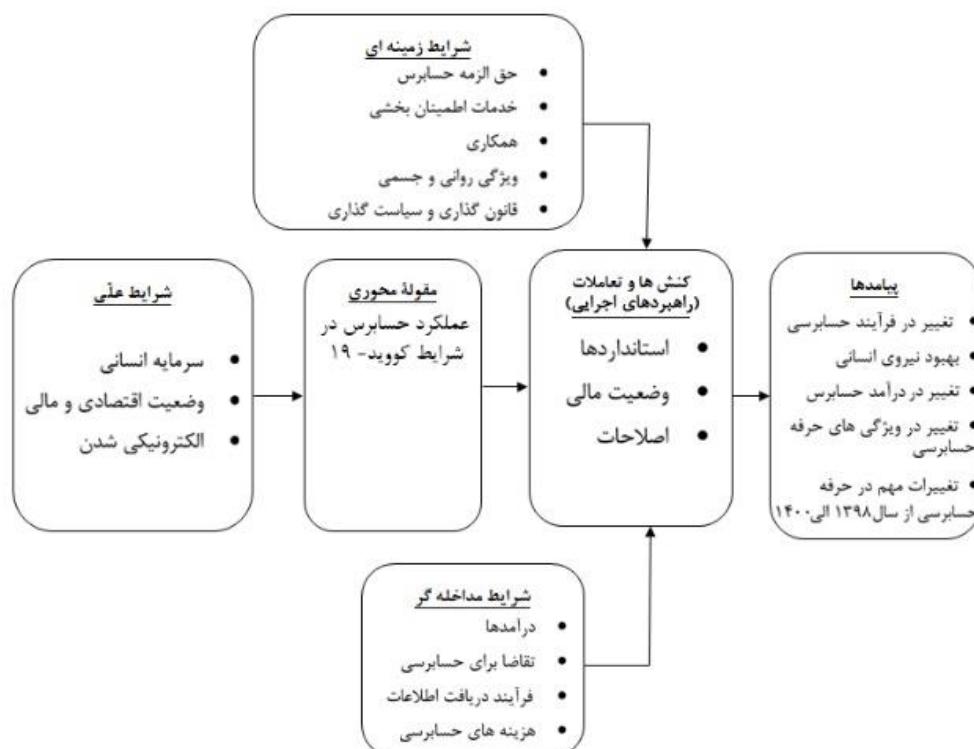 شرایط زمینه ای
حق الزمه حسابرس
خدمات اطمینان بخشی
همکاری
ویژگی روانی و جسمی
قانون گذاری و سیاست گذاری
شرایط علّی
سرمایه انسانی
وضعیت اقتصادی و مالی
الکترونیکی شدن
مقولۀ محوری
عملکرد حسابرس در
شرایط کووید- ۱۹
کنش ها و تعاملات
(راهبردهای اجرایی)
استانداردها
وضعیت مالی
اصلاحات
پیامدها
تغییر در فرآیند حسابرسی
بهبود نیروی انسانی
تغییر در درآمد حسابرس
تغییر در ویژگی های حرفه
حسابرسی
تغییرات مهم در حرفه
حسابرسی از سال ۱۳۹۸ الی ۱۴۰۰
شرایط مداخله گر
درآمدها
تقاضا برای حسابرسی
فرآیند دریافت اطلاعات
هزینه های حسابرسی